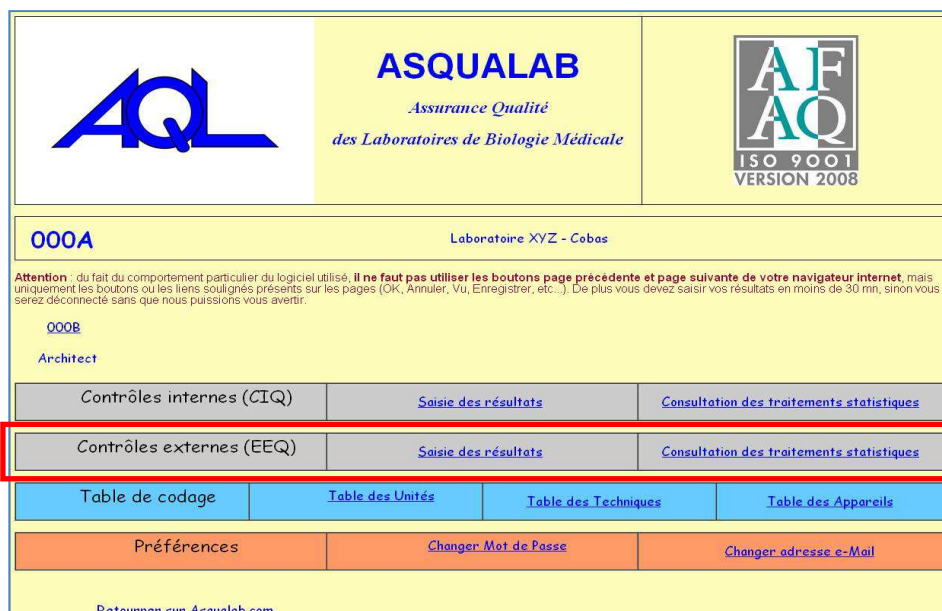 AQL
ASQUALAB
Assurance Qualité
des Laboratoires de Biologie Médicale
AF
AQ
ISO 9001
VERSION 2008
000A
Laboratoire XYZ - Cobas
Attention : du fait du comportement particulier du logiciel utilisé, il ne faut pas utiliser les boutons page précédente et page suivante de votre navigateur internet, mais
uniquement les boutons ou les liens soulignés présents sur les pages (OK, Annuler, Vu, Enregistrer, etc...). De plus vous devez saisir vos résultats en moins de 30 mn, sinon vous
serez déconnecté sans que nous puissions vous avertir.
000B
Architect
Contrôles internes (CIQ) Saisie des résultats Consultation des traitements statistiques
Contrôles externes (EEQ) Saisie des résultats Consultation des traitements statistiques
Table de codage Table des Unités Table des Techniques Table des Appareils
Préférences Changer Mot de Passe Changer adresse e-Mail
Retourner sur Asqualab.com